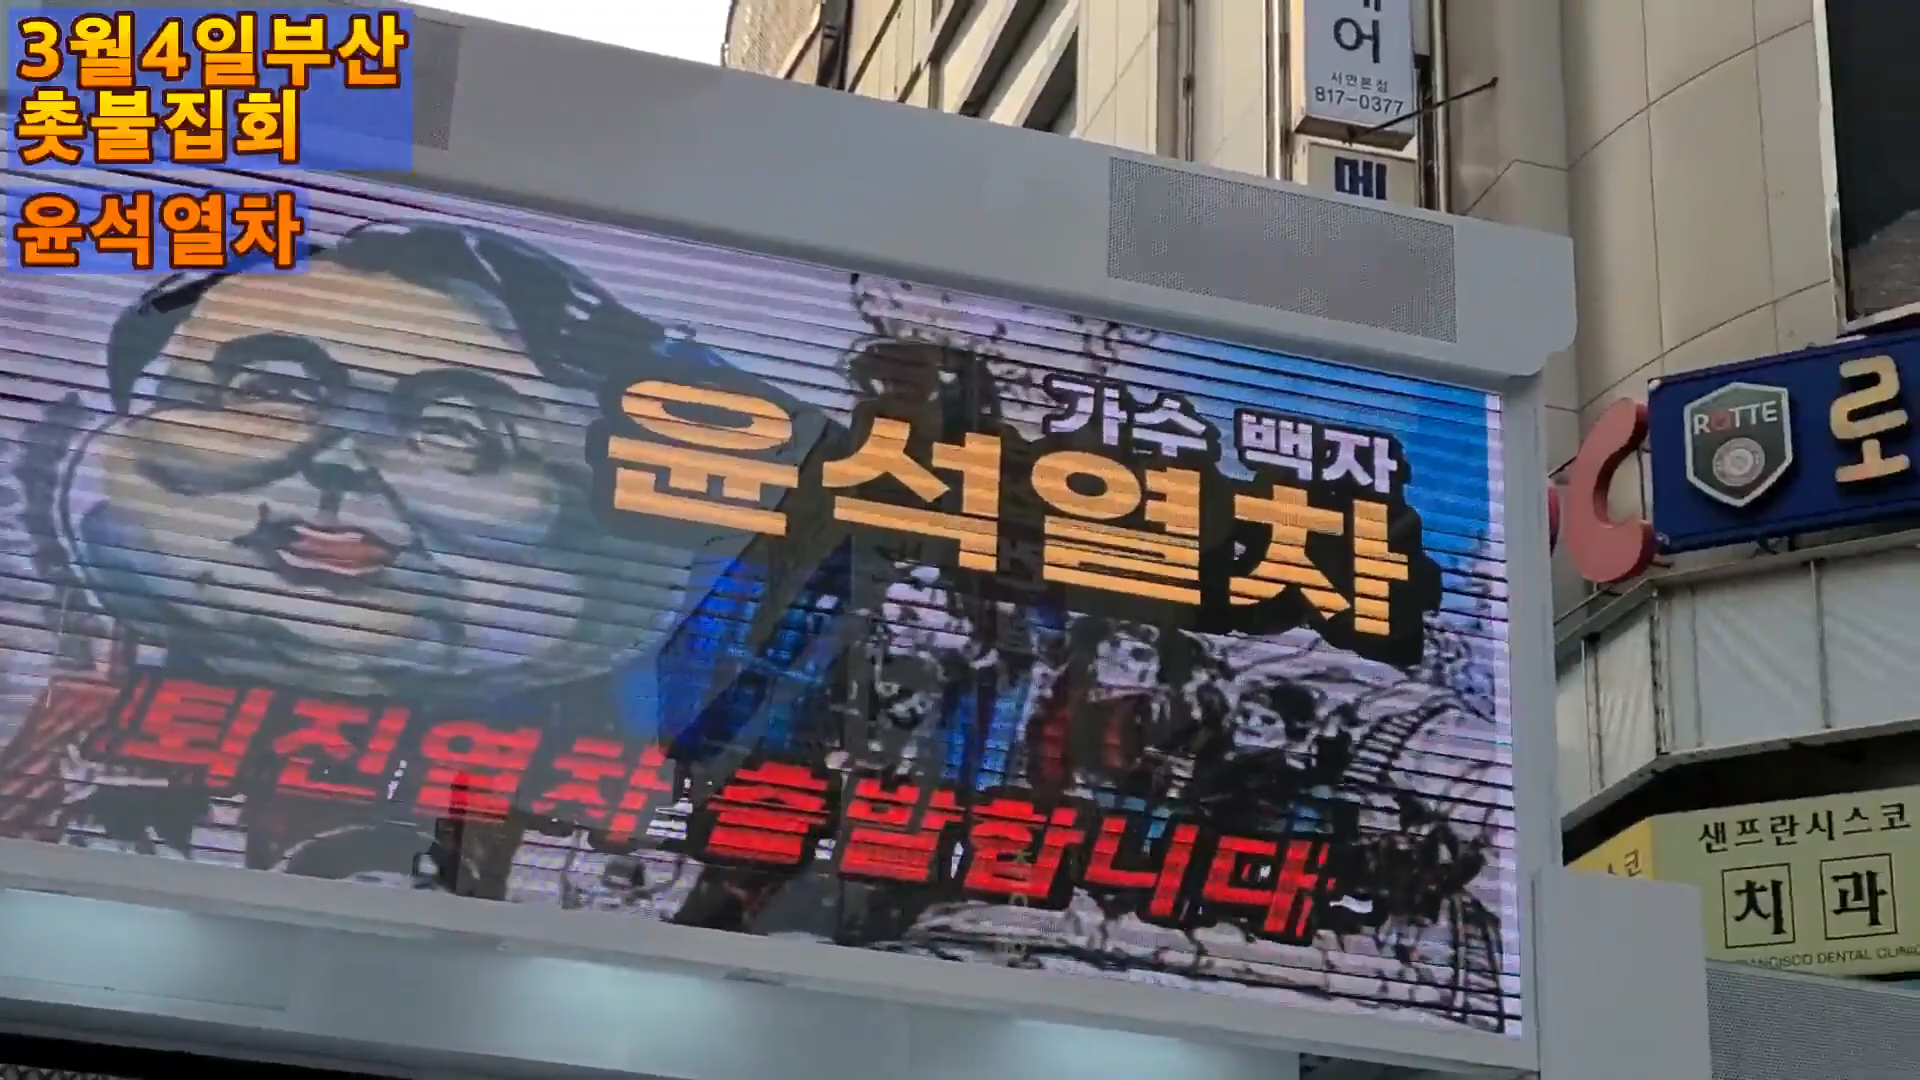 3월4일부산
촛불집회
윤석열차
어
서면본점
817-0377
메
가수 백자
윤석열차
퇴진열차 출발합니다
ROTTE
로
샌프란시스코
치과
DENTAL CLINIC